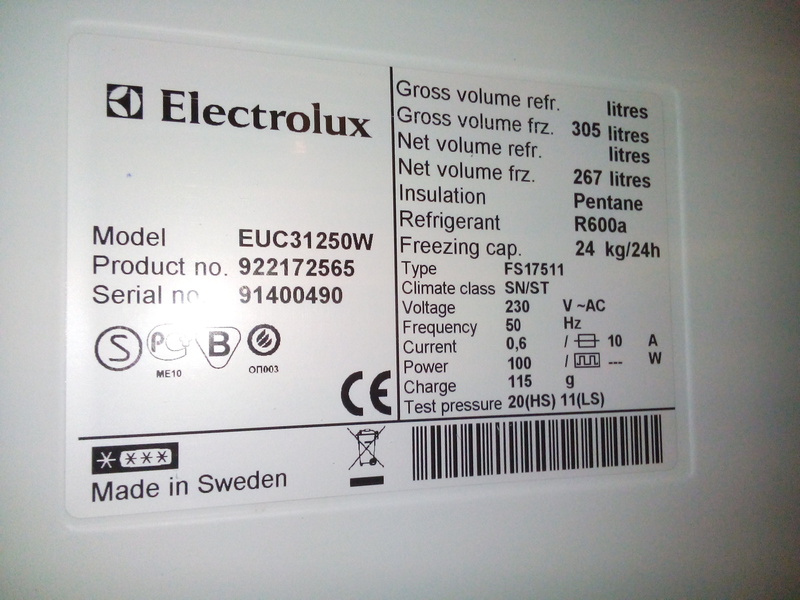 Electrolux
Model EUC31250W
Product no. 922172565
Serial no 91400490
S PC B
ME10 ОП003
CE
Made in Sweden
Gross volume refr. litres
Gross volume frz. 305 litres
Net volume refr. litres
Net volume frz. 267 litres
Insulation Pentane
Refrigerant R600a
Freezing cap. 24 kg/24h
Type FS17511
Climate class SN/ST
Voltage 230 V ~AC
Frequency 50 Hz
Current 0,6 / 10 A
Power 100 / --- W
Charge 115 g
Test pressure 20(HS) 11(LS)